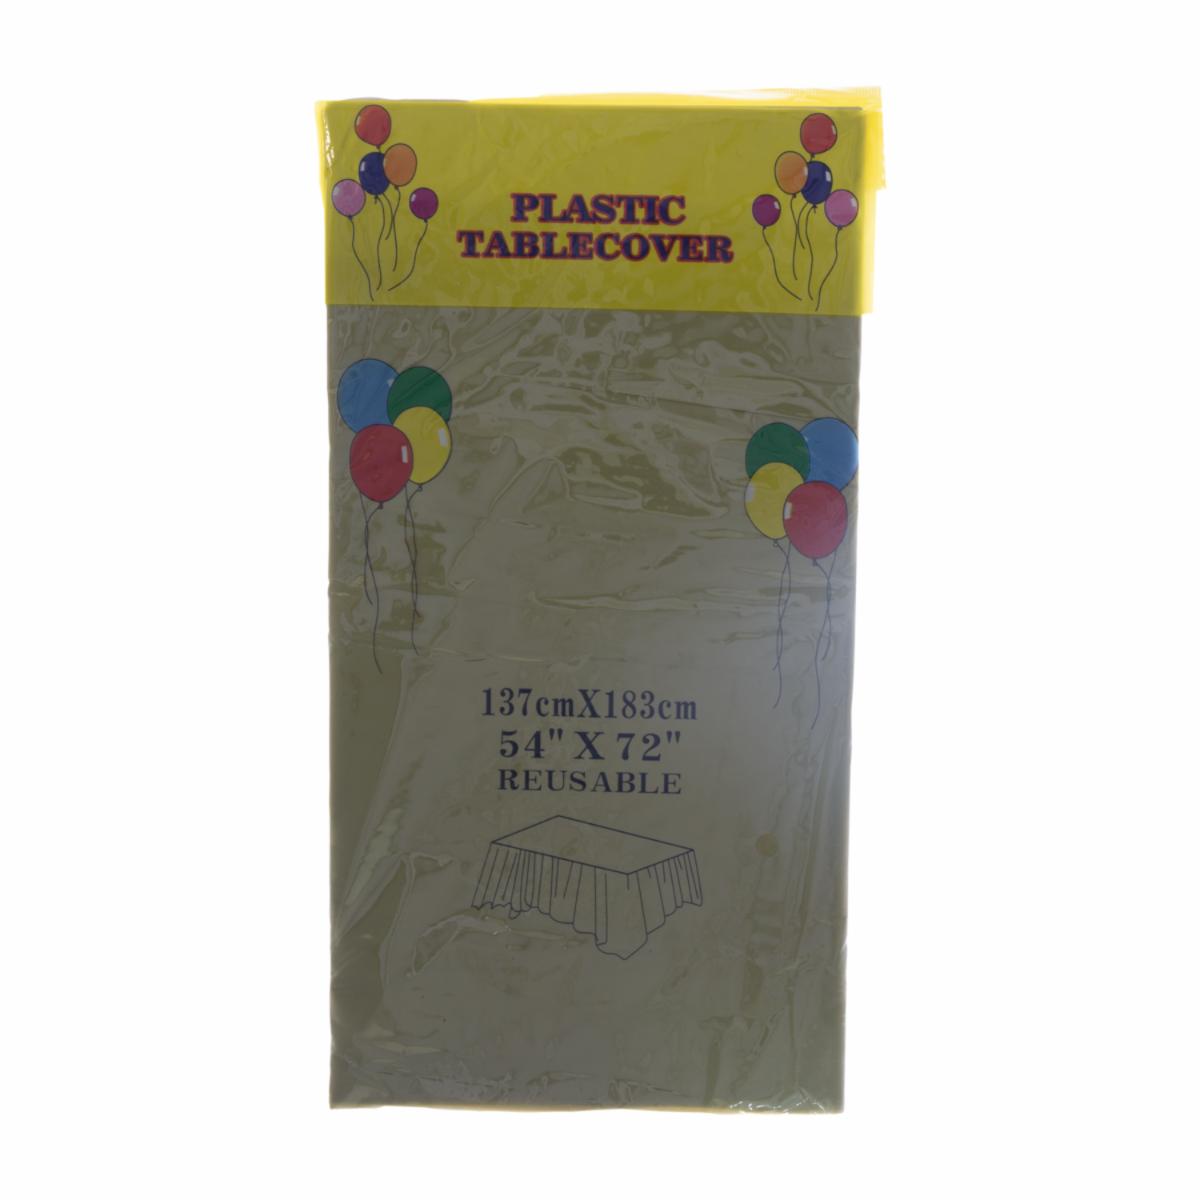 PLASTIC
TABLECOVER
137cmX183cm
54" X 72"
REUSABLE